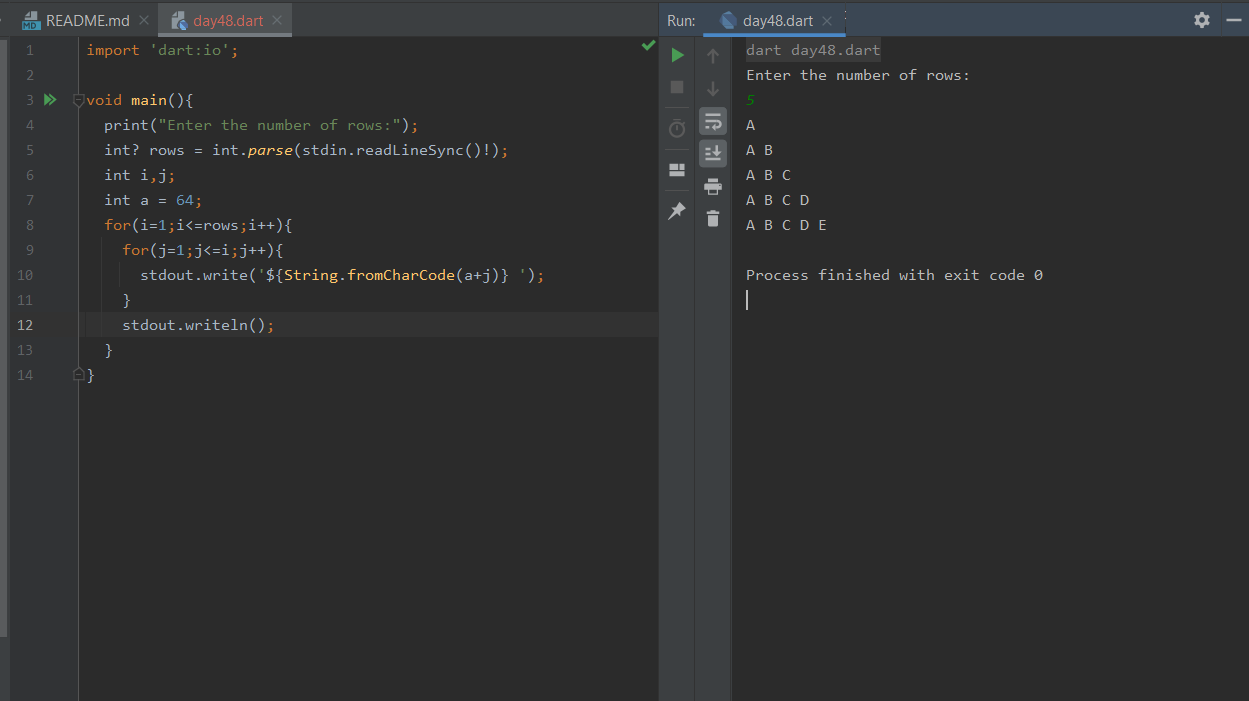 README.md
day48.dart
1 import 'dart:io';
2
3 void main(){
4 print("Enter the number of rows:");
5 int? rows = int.parse(stdin.readLineSync()!);
6 int i,j;
7 int a = 64;
8 for(i=1;i<=rows;i++){
9 for(j=1;j<=i;j++){
10 stdout.write('${String.fromCharCode(a+j)} ');
11 }
12 stdout.writeln();
13 }
14 }
Run: day48.dart
dart day48.dart
Enter the number of rows:
5
A
A B
A B C
A B C D
A B C D E
Process finished with exit code 0